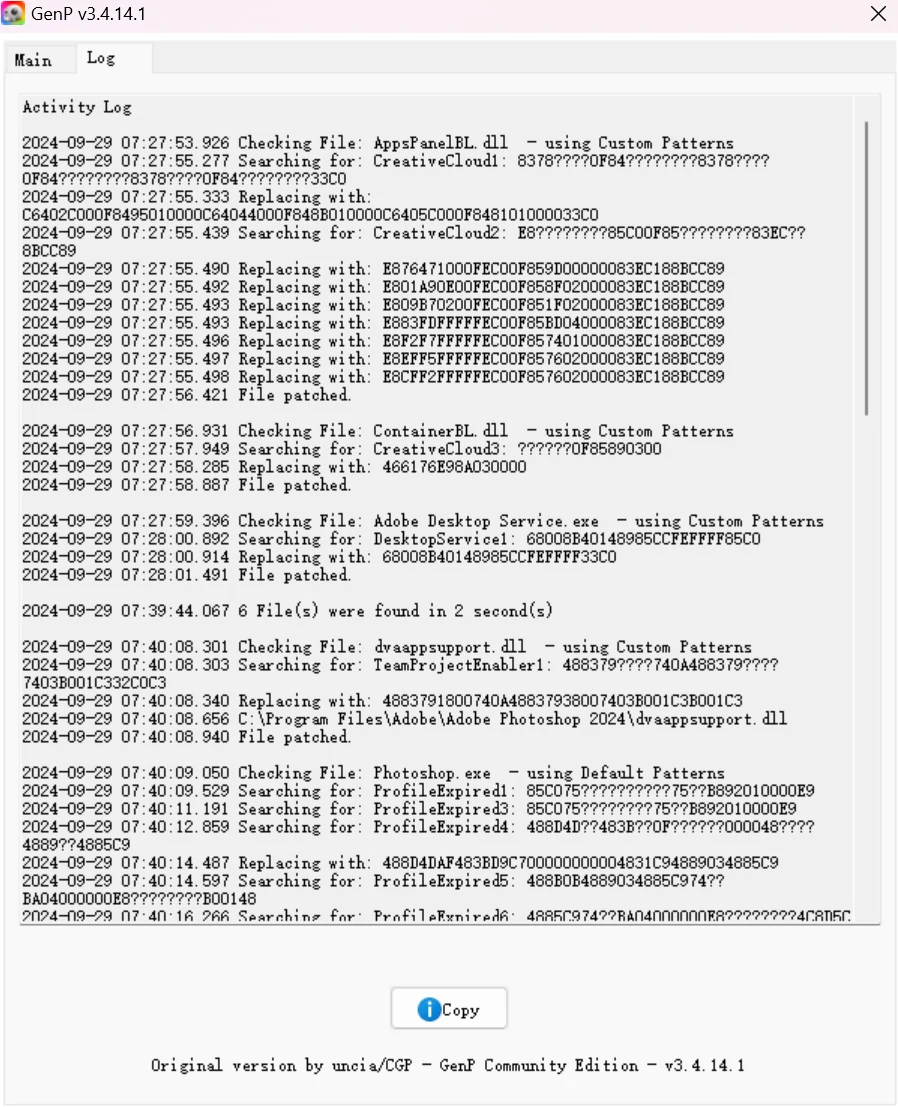 GenP v3.4.14.1
Main
Log
Activity Log
2024-09-29 07:27:53.926 Checking File: AppsPanelBL.dll - using Custom Patterns
2024-09-29 07:27:55.277 Searching for: CreativeCloud1: 8378????0F84????????8378????
0F84????????8378????0F84????????33C0
2024-09-29 07:27:55.333 Replacing with:
C6402C000F8495010000C64044000F848B010000C6405C000F848101000033C0
2024-09-29 07:27:55.439 Searching for: CreativeCloud2: E8????????85C00F85????????83EC??
8BCC89
2024-09-29 07:27:55.490 Replacing with: E876471000FEC00F859D00000083EC188BCC89
2024-09-29 07:27:55.492 Replacing with: E801A90E00FEC00F858F02000083EC188BCC89
2024-09-29 07:27:55.493 Replacing with: E809B70200FEC00F851F02000083EC188BCC89
2024-09-29 07:27:55.493 Replacing with: E883FDFFFFFEC00F85BD04000083EC188BCC89
2024-09-29 07:27:55.496 Replacing with: E8F2F7FFFFFEC00F857401000083EC188BCC89
2024-09-29 07:27:55.497 Replacing with: E8EFF5FFFFFEC00F857602000083EC188BCC89
2024-09-29 07:27:55.498 Replacing with: E8CFF2FFFFFEC00F857602000083EC188BCC89
2024-09-29 07:27:56.421 File patched.
2024-09-29 07:27:56.931 Checking File: ContainerBL.dll - using Custom Patterns
2024-09-29 07:27:57.949 Searching for: CreativeCloud3: ??????0F85890300
2024-09-29 07:27:58.285 Replacing with: 466176E98A030000
2024-09-29 07:27:58.887 File patched.
2024-09-29 07:27:59.396 Checking File: Adobe Desktop Service.exe - using Custom Patterns
2024-09-29 07:28:00.892 Searching for: DesktopService1: 68008B40148985CCFEFFFF85C0
2024-09-29 07:28:00.914 Replacing with: 68008B40148985CCFEFFFF33C0
2024-09-29 07:28:01.491 File patched.
2024-09-29 07:39:44.067 6 File(s) were found in 2 second(s)
2024-09-29 07:40:08.301 Checking File: dvaappsupport.dll - using Custom Patterns
2024-09-29 07:40:08.303 Searching for: TeamProjectEnabler1: 488379????740A488379????
7403B001C332C0C3
2024-09-29 07:40:08.340 Replacing with: 4883791800740A48837938007403B001C3B001C3
2024-09-29 07:40:08.656 C:\Program Files\Adobe\Adobe Photoshop 2024\dvaappsupport.dll
2024-09-29 07:40:08.940 File patched.
2024-09-29 07:40:09.050 Checking File: Photoshop.exe - using Default Patterns
2024-09-29 07:40:09.529 Searching for: ProfileExpired1: 85C075??????????75??B892010000E9
2024-09-29 07:40:11.191 Searching for: ProfileExpired3: 85C075????????75??B892010000E9
2024-09-29 07:40:12.859 Searching for: ProfileExpired4: 488D4D??483B??0F??????000048????
4889??4885C9
2024-09-29 07:40:14.487 Replacing with: 488D4DAF483BD9C700000000004831C94889034885C9
2024-09-29 07:40:14.597 Searching for: ProfileExpired5: 488B0B4889034885C974??
BA04000000E8????????B00148
2024-09-29 07:40:16.266 Searching for: ProfileExpired6: 4885C974??BA04000000E8????????4C8D5C
Copy
Original version by uncia/CGP - GenP Community Edition - v3.4.14.1